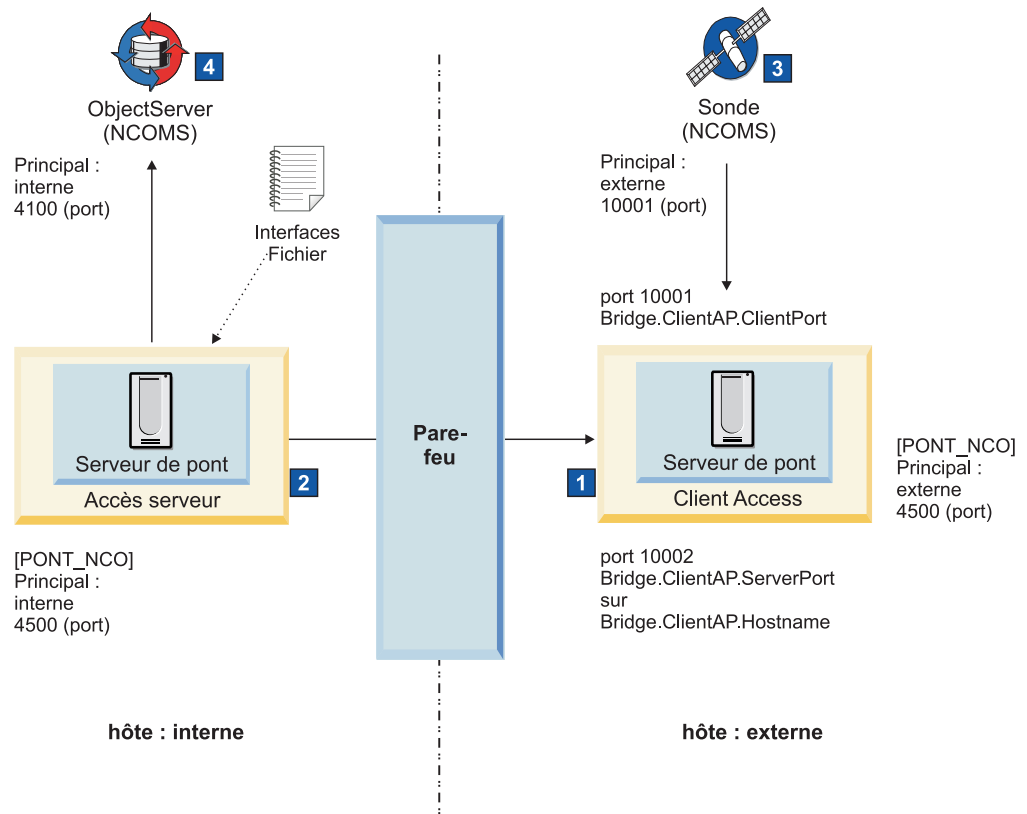 4
ObjectServer
(NCOMS)
Principal :
interne
4100 (port)
Interfaces
Fichier
3
Sonde
(NCOMS)
Principal :
externe
10001 (port)
port 10001
Bridge.ClientAP.ClientPort
Serveur de pont
Accès serveur
2
Pare-
feu
1
Serveur de pont
Client Access
[PONT_NCO]
Principal :
externe
4500 (port)
[PONT_NCO]
Principal :
interne
4500 (port)
port 10002
Bridge.ClientAP.ServerPort
sur
Bridge.ClientAP.Hostname
hôte : interne
hôte : externe